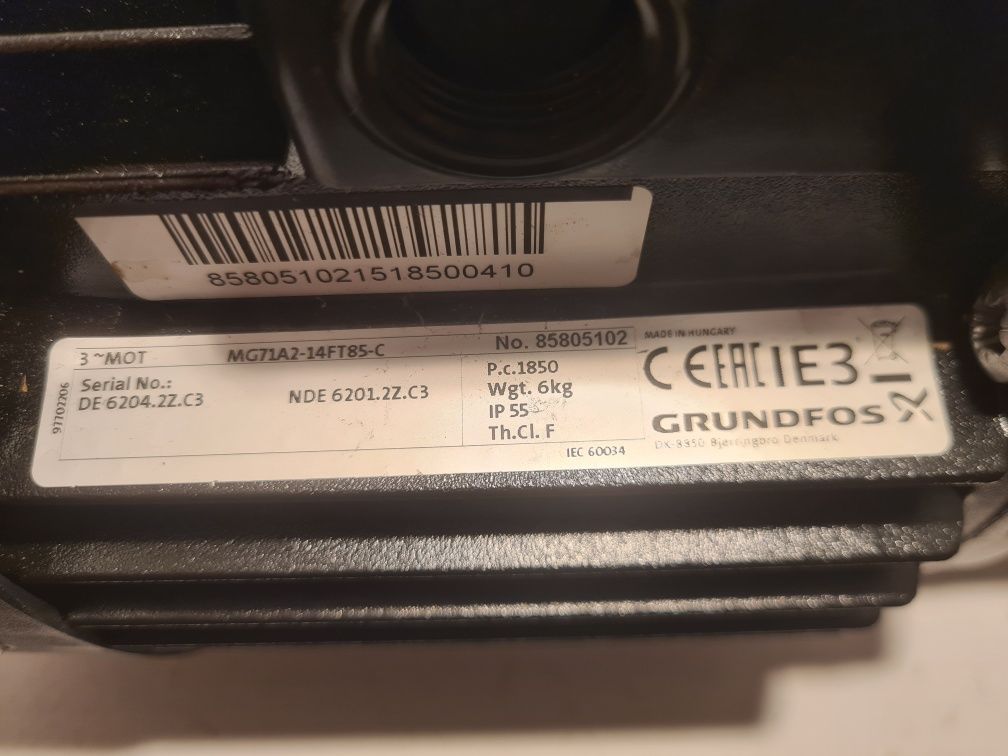 858051021518500410
3~MOT MG71A2-14FT85-C No. 85805102
Serial No.:
DE 6204.2Z.C3 NDE 6201.2Z.C3
P.c.1850
Wgt. 6kg
IP 55
Th.Cl. F
IEC 60034
97702206
MADE IN HUNGARY
CE EAC IE3
GRUNDFOS
DK-8850 Bjerringbro Denmark